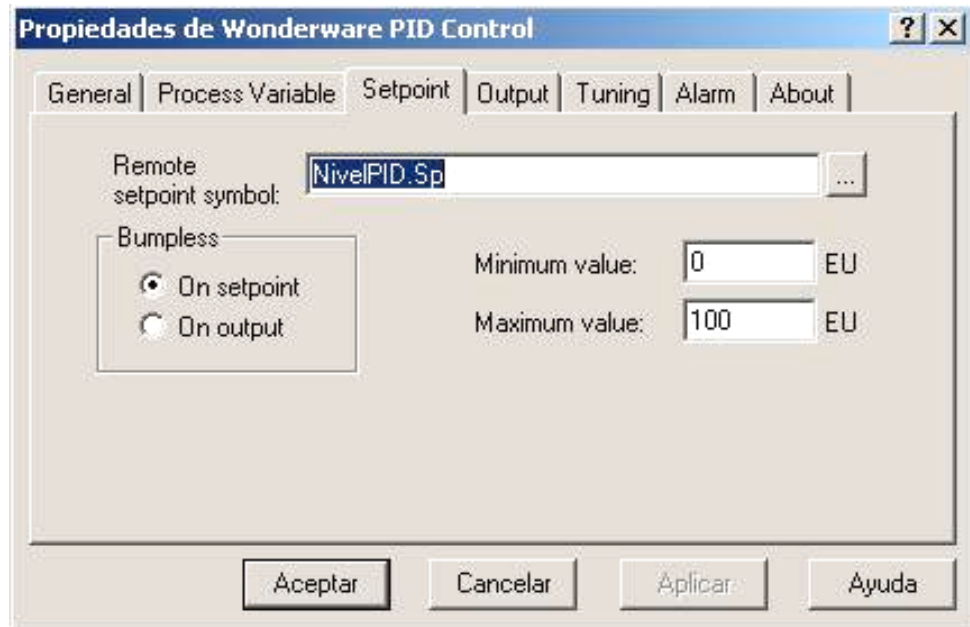 Propiedades de Wonderware PID Control
General Process Variable Setpoint Output Tuning Alarm About
Remote
setpoint symbol: NivelPID.Sp ...
Bumpless
On setpoint
On output
Minimum value: 0 EU
Maximum value: 100 EU
Aceptar Cancelar Aplicar Ayuda